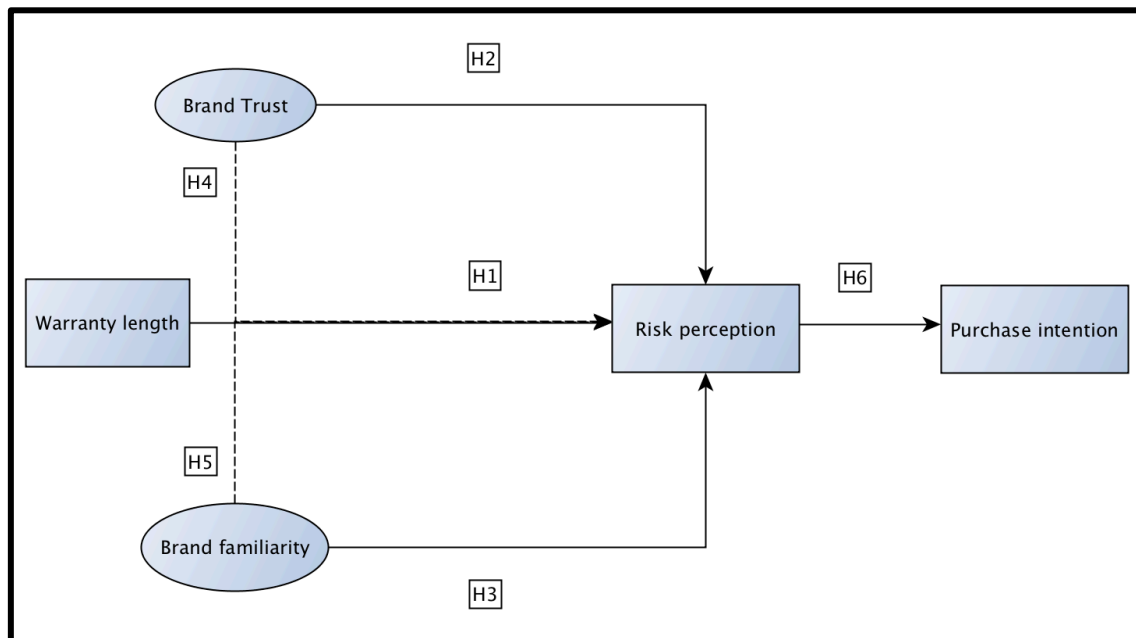 H2
Brand Trust
H4
H1
Warranty length
Risk perception
H6
Purchase intention
H5
Brand familiarity
H3